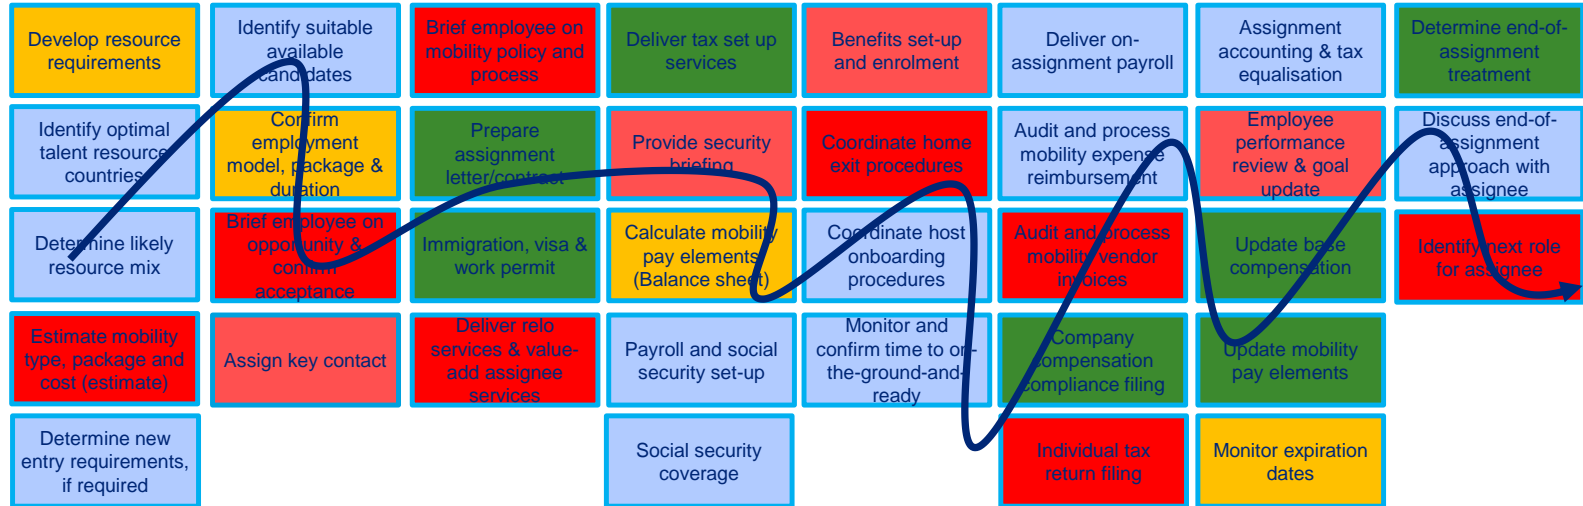 Develop resource
requirements
Identify suitable
available
candidates
Brief employee on
mobility policy and
process
Deliver tax set up
services
Benefits set-up
and enrolment
Deliver on-
assignment payroll
Assignment
accounting & tax
equalisation
Determine end-of-
assignment
treatment
Identify optimal
talent resource
countries
Confirm
employment
model, package &
duration
Prepare
assignment
letter/contract
Provide security
briefing
Coordinate home
exit procedures
Audit and process
mobility expense
reimbursement
Employee
performance
review & goal
update
Discuss end-of-
assignment
approach with
assignee
Determine likely
resource mix
Brief employee on
opportunity &
confirm
acceptance
Immigration, visa &
work permit
Calculate mobility
pay elements
(Balance sheet)
Coordinate host
onboarding
procedures
Audit and process
mobility vendor
invoices
Update base
compensation
Identify next role
for assignee
Estimate mobility
type, package and
cost (estimate)
Assign key contact
Deliver relo
services & value-
add assignee
services
Payroll and social
security set-up
Monitor and
confirm time to on-
the-ground-and-
ready
Company
compensation
compliance filing
Update mobility
pay elements
Determine new
entry requirements,
if required
Social security
coverage
Individual tax
return filing
Monitor expiration
dates